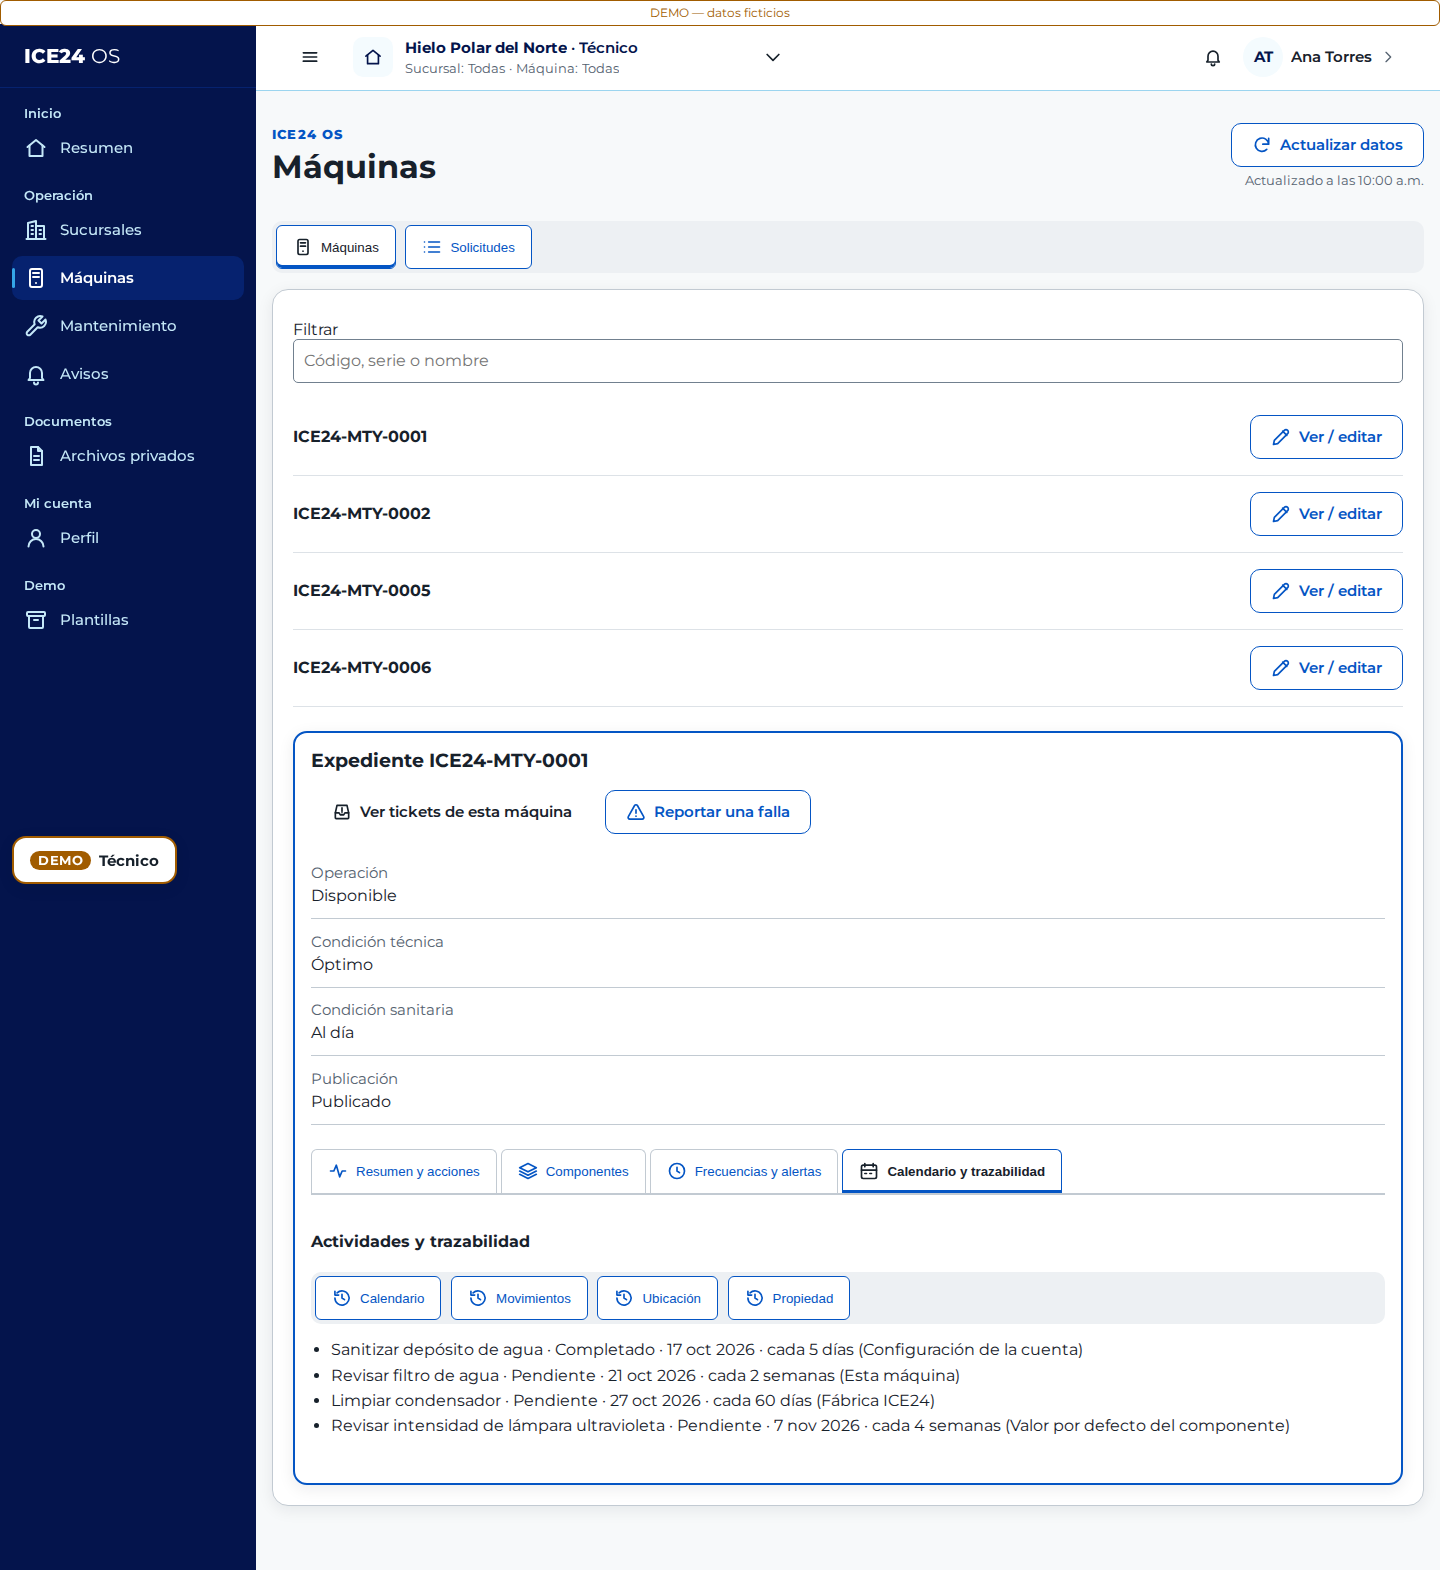 DEMO — datos ficticios
ICE24 OS
Inicio
Resumen
Operación
Sucursales
Máquinas
Mantenimiento
Avisos
Documentos
Archivos privados
Mi cuenta
Perfil
Demo
Plantillas
DEMO Técnico
Hielo Polar del Norte · Técnico
Sucursal: Todas · Máquina: Todas
AT Ana Torres
ICE24 OS
Máquinas
Actualizar datos
Actualizado a las 10:00 a.m.
Máquinas Solicitudes
Filtrar
Código, serie o nombre
ICE24-MTY-0001 Ver / editar
ICE24-MTY-0002 Ver / editar
ICE24-MTY-0005 Ver / editar
ICE24-MTY-0006 Ver / editar
Expediente ICE24-MTY-0001
Ver tickets de esta máquina Reportar una falla
Operación
Disponible
Condición técnica
Óptimo
Condición sanitaria
Al día
Publicación
Publicado
Resumen y acciones Componentes Frecuencias y alertas Calendario y trazabilidad
Actividades y trazabilidad
Calendario Movimientos Ubicación Propiedad
• Sanitizar depósito de agua · Completado · 17 oct 2026 · cada 5 días (Configuración de la cuenta)
• Revisar filtro de agua · Pendiente · 21 oct 2026 · cada 2 semanas (Esta máquina)
• Limpiar condensador · Pendiente · 27 oct 2026 · cada 60 días (Fábrica ICE24)
• Revisar intensidad de lámpara ultravioleta · Pendiente · 7 nov 2026 · cada 4 semanas (Valor por defecto del componente)